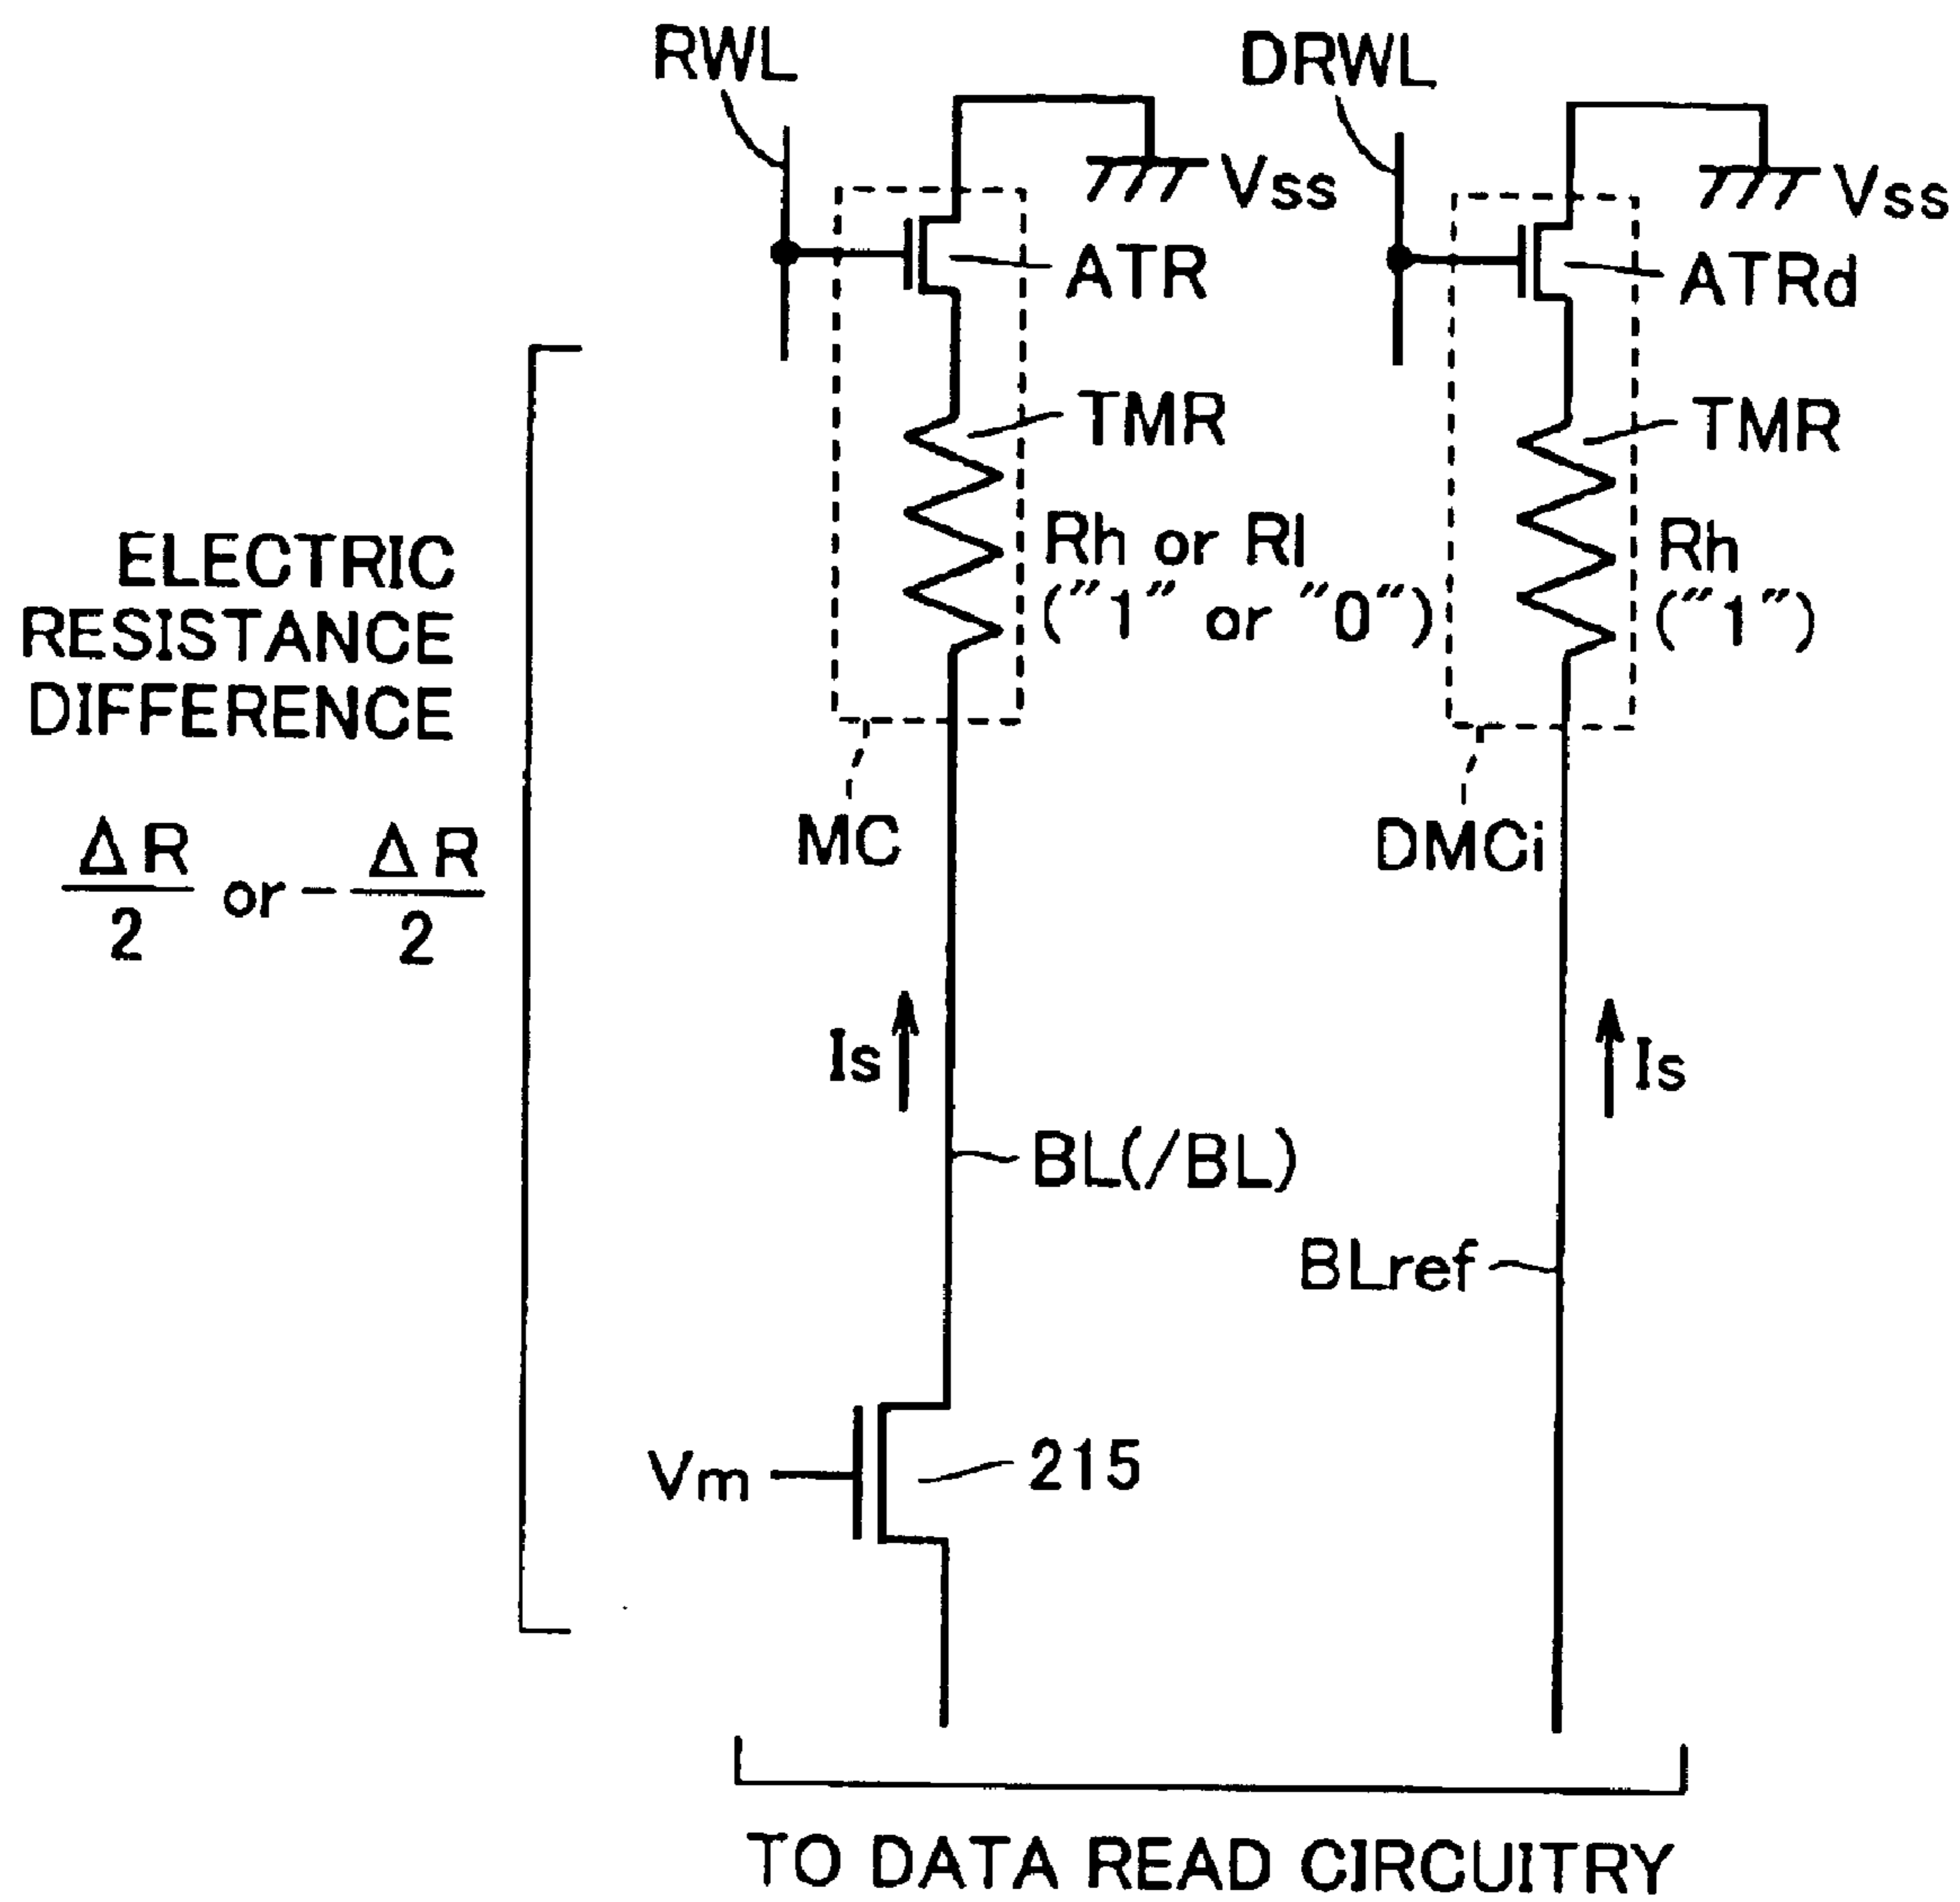 RWL
DRWL
Vss
Vss
ATR
ATRd
TMR
TMR
ELECTRIC
RESISTANCE
DIFFERENCE
ΔR/2 or -ΔR/2
Rh or Rl
("1" or "0")
Rh
("1")
MC
DMCi
Is
Is
BL(/BL)
BLref
Vm
215
TO DATA READ CIRCUITRY